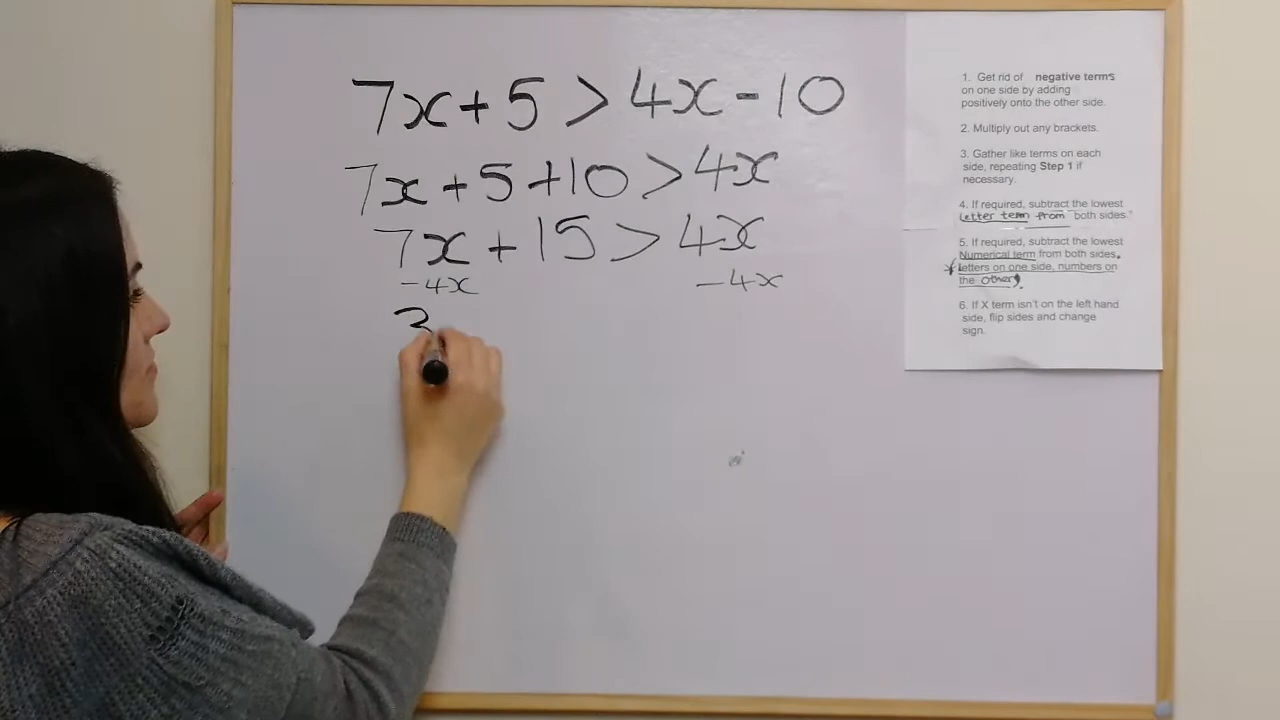 7x+5>4x-10
7x+5+10>4x
7x+15>4x
-4x -4x
3
1. Get rid of negative terms
on one side by adding
positively onto the other side.
2. Multiply out any brackets.
3. Gather like terms on each
side, repeating Step 1 if
necessary.
4. If required, subtract the lowest
letter term from both sides.
5. If required, subtract the lowest
Numerical term from both sides.
*letters on one side, numbers on
the other.
6. If X term isn't on the left hand
side, flip sides and change
sign.